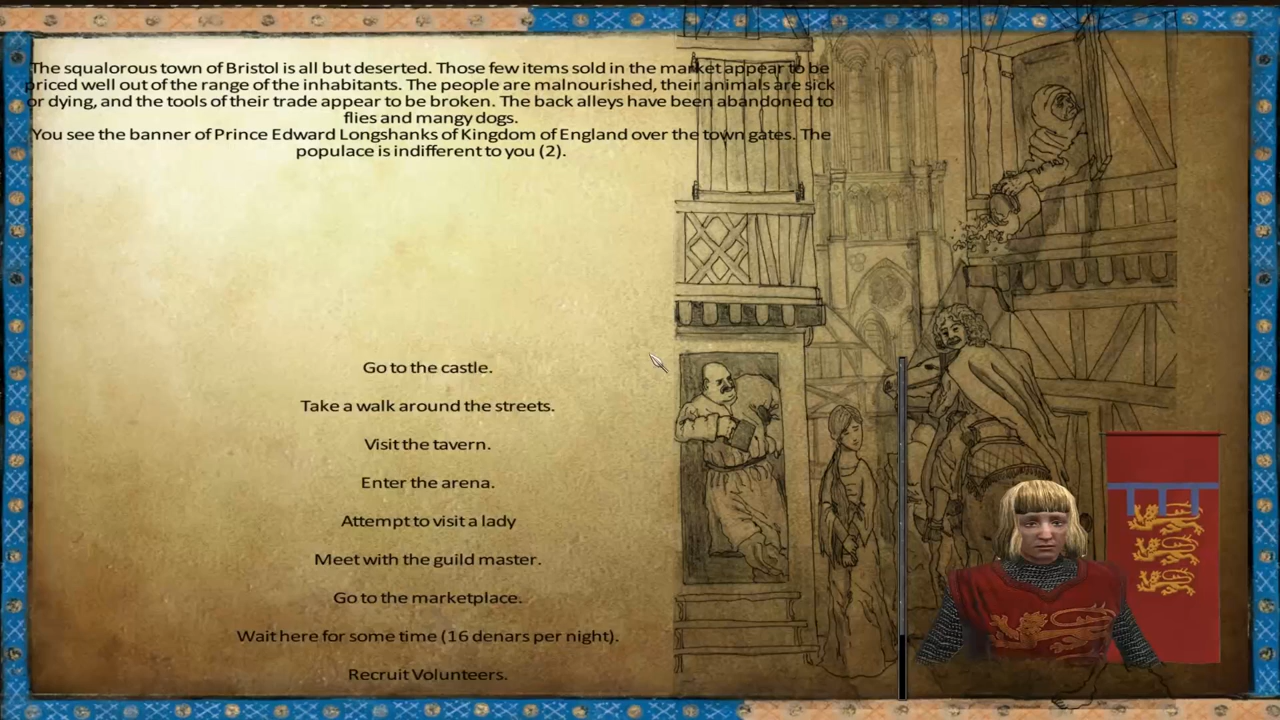 The squalorous town of Bristol is all but deserted. Those few items sold in the market appear to be
priced well out of the range of the inhabitants. The people are malnourished, their animals are sick
or dying, and the tools of their trade appear to be broken. The back alleys have been abandoned to
flies and mangy dogs.
You see the banner of Prince Edward Longshanks of Kingdom of England over the town gates. The
populace is indifferent to you (2).
Go to the castle.
Take a walk around the streets.
Visit the tavern.
Enter the arena.
Attempt to visit a lady
Meet with the guild master.
Go to the marketplace.
Wait here for some time (16 denars per night).
Recruit Volunteers.